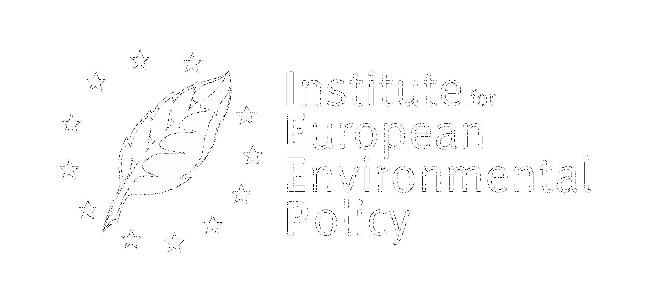 Institute for
European
Environmental
Policy